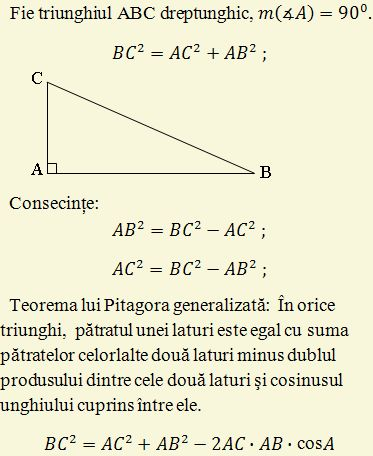 Fie triunghiul ABC dreptunghic, m(∡A) = 90⁰.
BC² = AC² + AB² ;
C
A
B
Consecințe:
AB² = BC² − AC² ;
AC² = BC² − AB² ;
Teorema lui Pitagora generalizată: În orice
triunghi, pătratul unei laturi este egal cu suma
pătratelor celorlalte două laturi minus dublul
produsului dintre cele două laturi şi cosinusul
unghiului cuprins între ele.
BC² = AC² + AB² − 2AC · AB · cosA